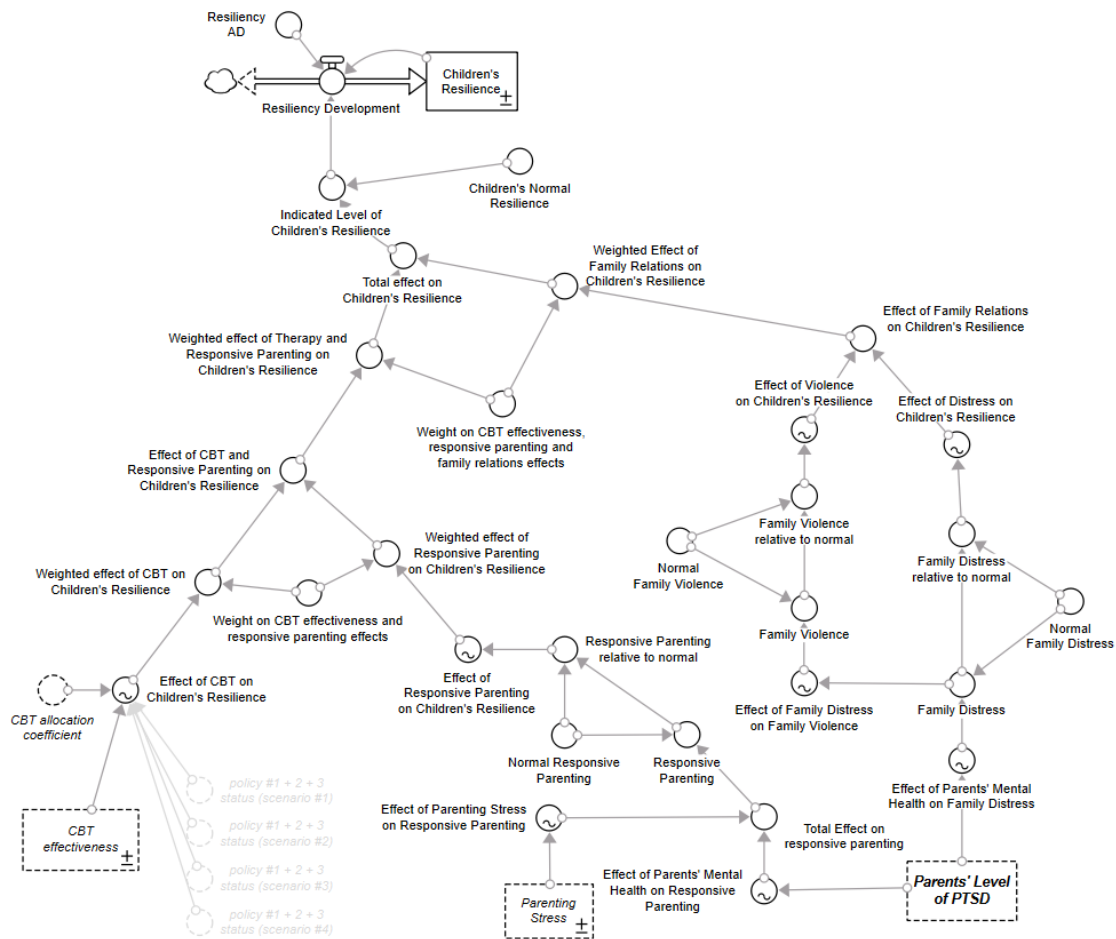 Resiliency
AD
Children's
Resilience
Resiliency Development
Children's Normal
Resilience
Indicated Level of
Children's Resilience
Weighted Effect of
Family Relations on
Children's Resilience
Total effect on
Children's Resilience
Effect of Family Relations
on Children's Resilience
Weighted effect of Therapy and
Responsive Parenting on
Children's Resilience
Effect of Violence
on Children's Resilience
Effect of Distress on
Children's Resilience
Weight on CBT effectiveness,
responsive parenting and
family relations effects
Effect of CBT and
Responsive Parenting on
Children's Resilience
Family Violence
relative to normal
Weighted effect of
Responsive Parenting
on Children's Resilience
Normal
Family Violence
Family Distress
relative to normal
Weighted effect of CBT on
Children's Resilience
Weight on CBT effectiveness and
responsive parenting effects
Family Violence
Normal
Family Distress
Responsive Parenting
relative to normal
Effect of CBT on
Children's Resilience
Effect of
Responsive Parenting
on Children's Resilience
CBT allocation
coefficient
Effect of Family Distress
on Family Violence
Family Distress
Normal Responsive
Parenting
Responsive
Parenting
policy #1 + 2 + 3
status (scenario #1)
Effect of Parents' Mental
Health on Family Distress
Effect of Parenting Stress
on Responsive Parenting
CBT
effectiveness
policy #1 + 2 + 3
status (scenario #2)
Total Effect on
responsive parenting
policy #1 + 2 + 3
status (scenario #3)
Effect of Parents' Mental
Health on Responsive
Parenting
Parents' Level
of PTSD
Parenting
Stress
policy #1 + 2 + 3
status (scenario #4)